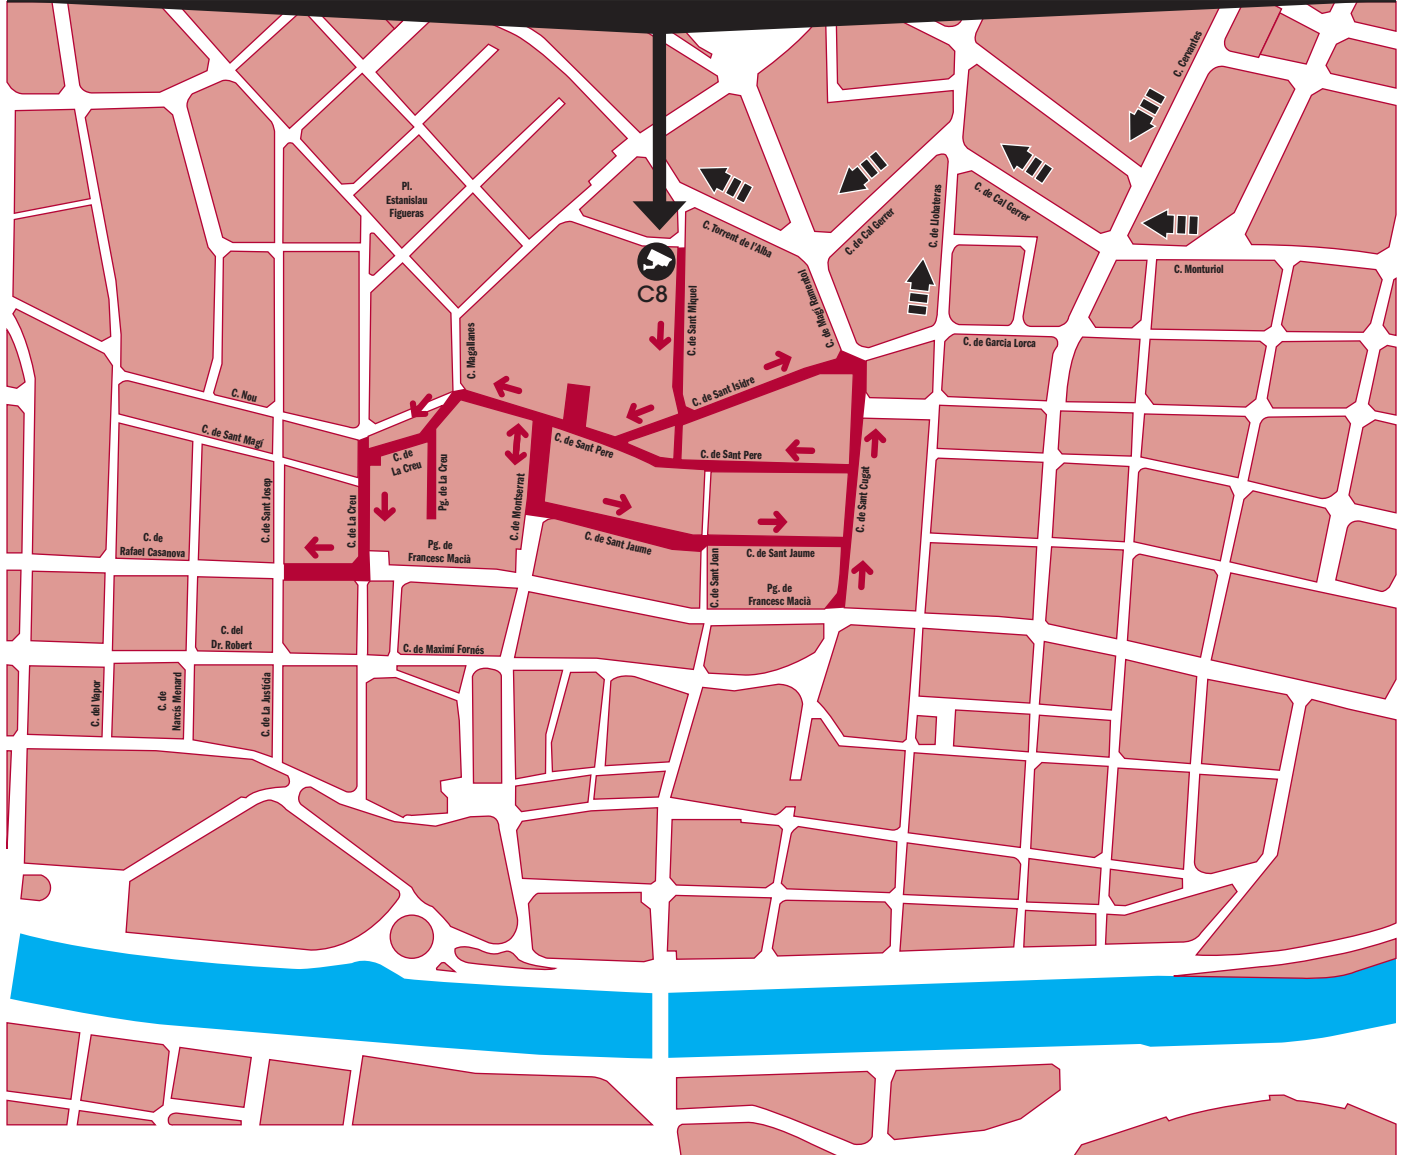 C. Cervantes
Pl.
Estanislau
Figueras
C. de Llobateras
C. de Cal Gerrer
C. de Cal Gerrer
C. Torrent de l'Alba
C. Monturiol
C8
C. de Sant Miquel
C. de Magí Ramentol
C. Magallanes
C. de Garcia Lorca
C. Nou
C. de Sant Isidre
C. de Sant Magí
C. de Sant Pere
C. de Sant Pere
C. de
La Creu
Pg. de La Creu
C. de Montserrat
C. de Sant Cugat
C. de Sant Josep
C. de La Creu
C. de
Rafael Casanova
Pg. de
Francesc Macià
C. de Sant Jaume
C. de Sant Jaume
C. de Sant Joan
Pg. de
Francesc Macià
C. del
Dr. Robert
C. de Maximí Fornés
C. del Vapor
C. de
Narcís Menard
C. de La Justícia